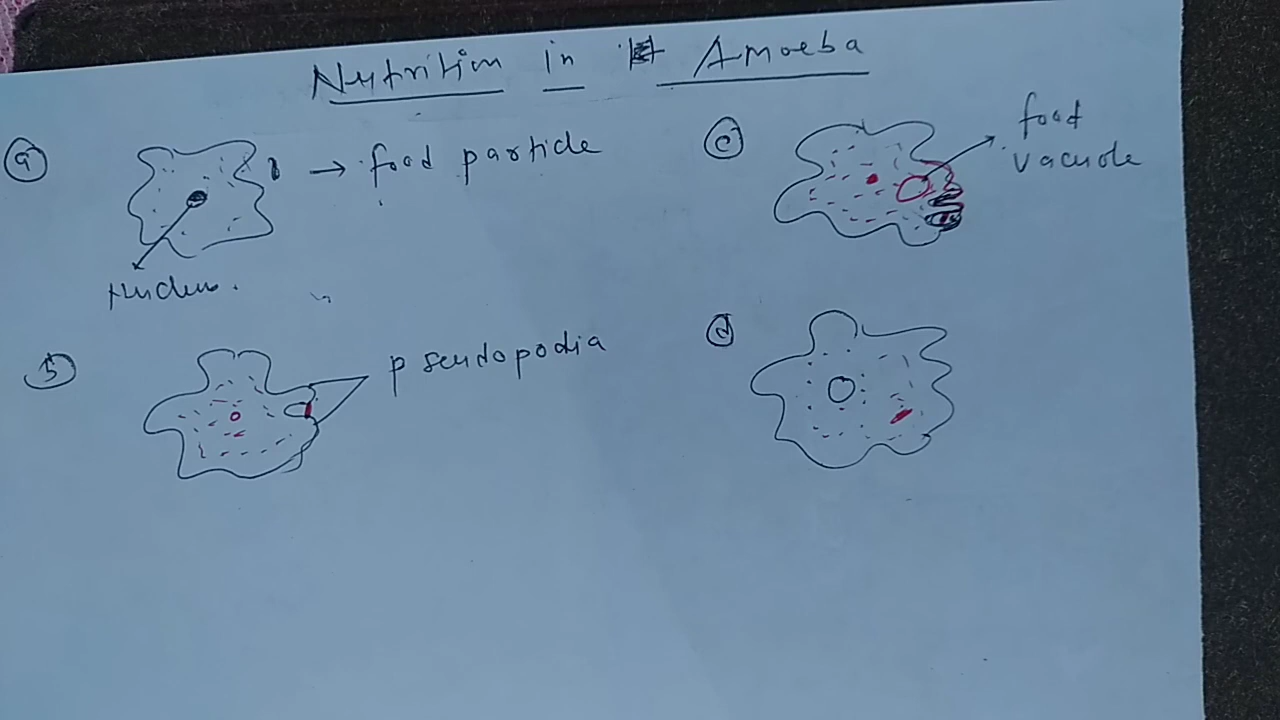 Nutrition in Amoeba
(a)
→ food particle
Nucleus.
(b)
pseudopodia
(c)
food
vacuole
(d)